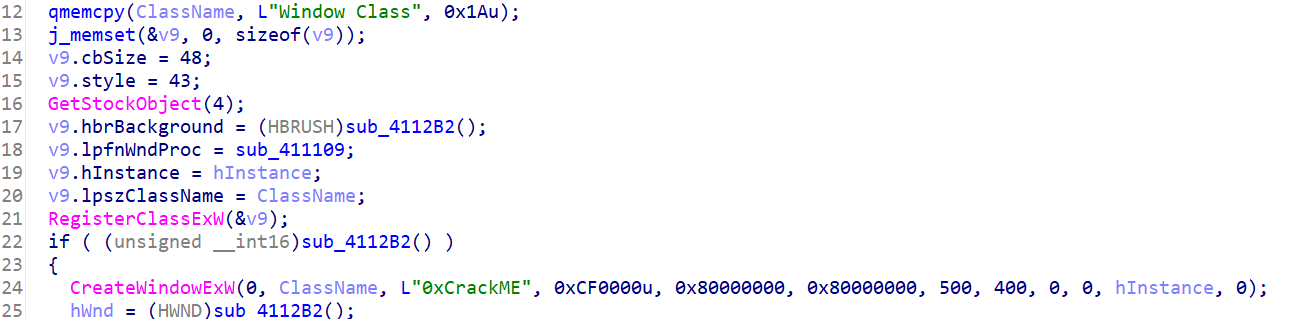 12 qmemcpy(ClassName, L"Window Class", 0x1Au);
13 j_memset(&v9, 0, sizeof(v9));
14 v9.cbSize = 48;
15 v9.style = 43;
16 GetStockObject(4);
17 v9.hbrBackground = (HBRUSH)sub_4112B2();
18 v9.lpfnWndProc = sub_411109;
19 v9.hInstance = hInstance;
20 v9.lpszClassName = ClassName;
21 RegisterClassExW(&v9);
22 if ( (unsigned __int16)sub_4112B2() )
23 {
24 CreateWindowExW(0, ClassName, L"0xCrackME", 0xCF0000u, 0x80000000, 0x80000000, 500, 400, 0, 0, hInstance, 0);
25 hWnd = (HWND)sub_4112B2();